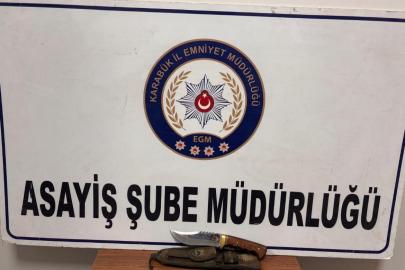 KARABÜK İL EMNİYET MÜDÜRLÜĞÜ
EGM
ASAYİŞ ŞUBE MÜDÜRLÜĞÜ